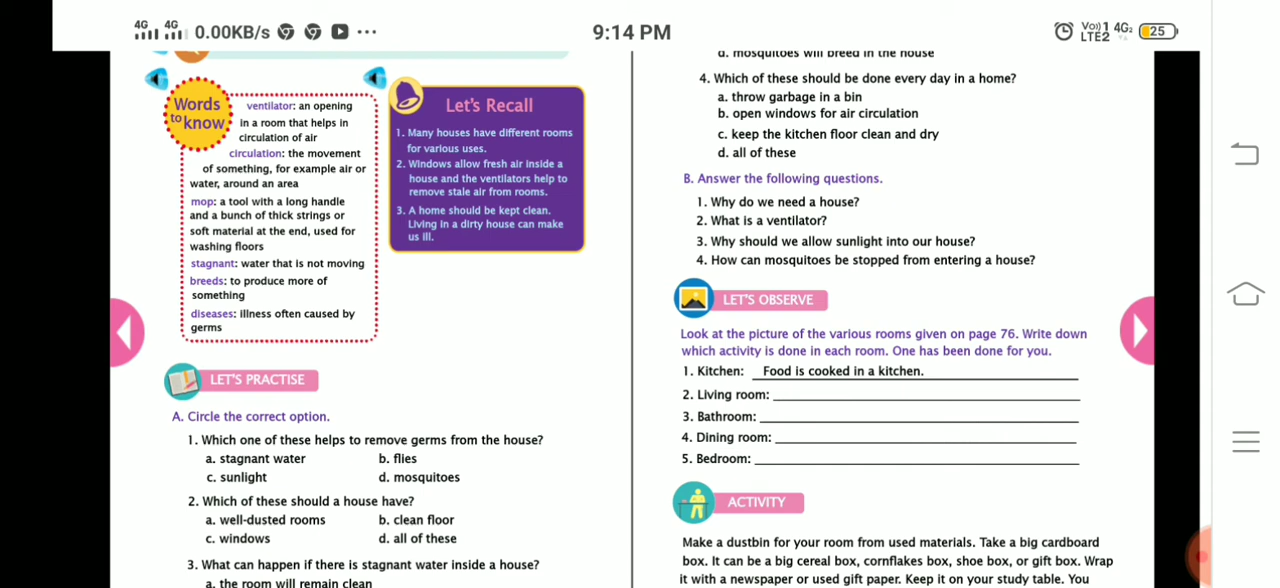 4G 4G 0.00KB/s ...
9:14 PM
Vo)) 1 4G2
LTE2
25
Words
to know
ventilator: an opening
in a room that helps in
circulation of air
circulation: the movement
of something, for example air or
water, around an area
mop: a tool with a long handle
and a bunch of thick strings or
soft material at the end, used for
washing floors
stagnant: water that is not moving
breeds: to produce more of
something
diseases: illness often caused by
germs
Let's Recall
1. Many houses have different rooms
for various uses.
2. Windows allow fresh air inside a
house and the ventilators help to
remove stale air from rooms.
3. A home should be kept clean.
Living in a dirty house can make
us ill.
LET'S PRACTISE
A. Circle the correct option.
1. Which one of these helps to remove germs from the house?
a. stagnant water b. flies
c. sunlight d. mosquitoes
2. Which of these should a house have?
a. well-dusted rooms b. clean floor
c. windows d. all of these
3. What can happen if there is stagnant water inside a house?
a. the room will remain clean
d. mosquitoes will breed in the house
4. Which of these should be done every day in a home?
a. throw garbage in a bin
b. open windows for air circulation
c. keep the kitchen floor clean and dry
d. all of these
B. Answer the following questions.
1. Why do we need a house?
2. What is a ventilator?
3. Why should we allow sunlight into our house?
4. How can mosquitoes be stopped from entering a house?
LET'S OBSERVE
Look at the picture of the various rooms given on page 76. Write down
which activity is done in each room. One has been done for you.
1. Kitchen: Food is cooked in a kitchen.
2. Living room:
3. Bathroom:
4. Dining room:
5. Bedroom:
ACTIVITY
Make a dustbin for your room from used materials. Take a big cardboard
box. It can be a big cereal box, cornflakes box, shoe box, or gift box. Wrap
it with a newspaper or used gift paper. Keep it on your study table. You